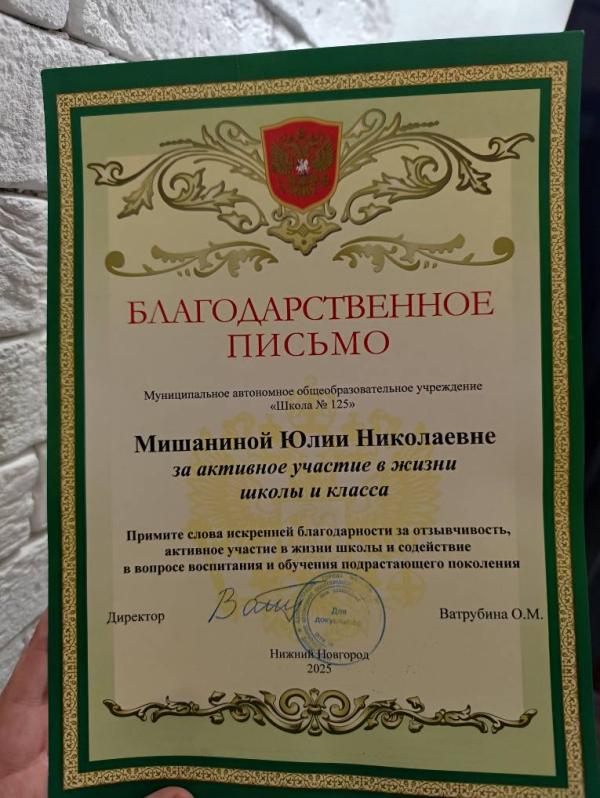 БЛАГОДАРСТВЕННОЕ
ПИСЬМО
Муниципальное автономное общеобразовательное учреждение
«Школа № 125»
Мишаниной Юлии Николаевне
за активное участие в жизни
школы и класса
Примите слова искренней благодарности за отзывчивость,
активное участие в жизни школы и содействие
в вопросе воспитания и обучения подрастающего поколения
Директор
Для
документов
Ватрубина О.М.
Нижний Новгород
2025